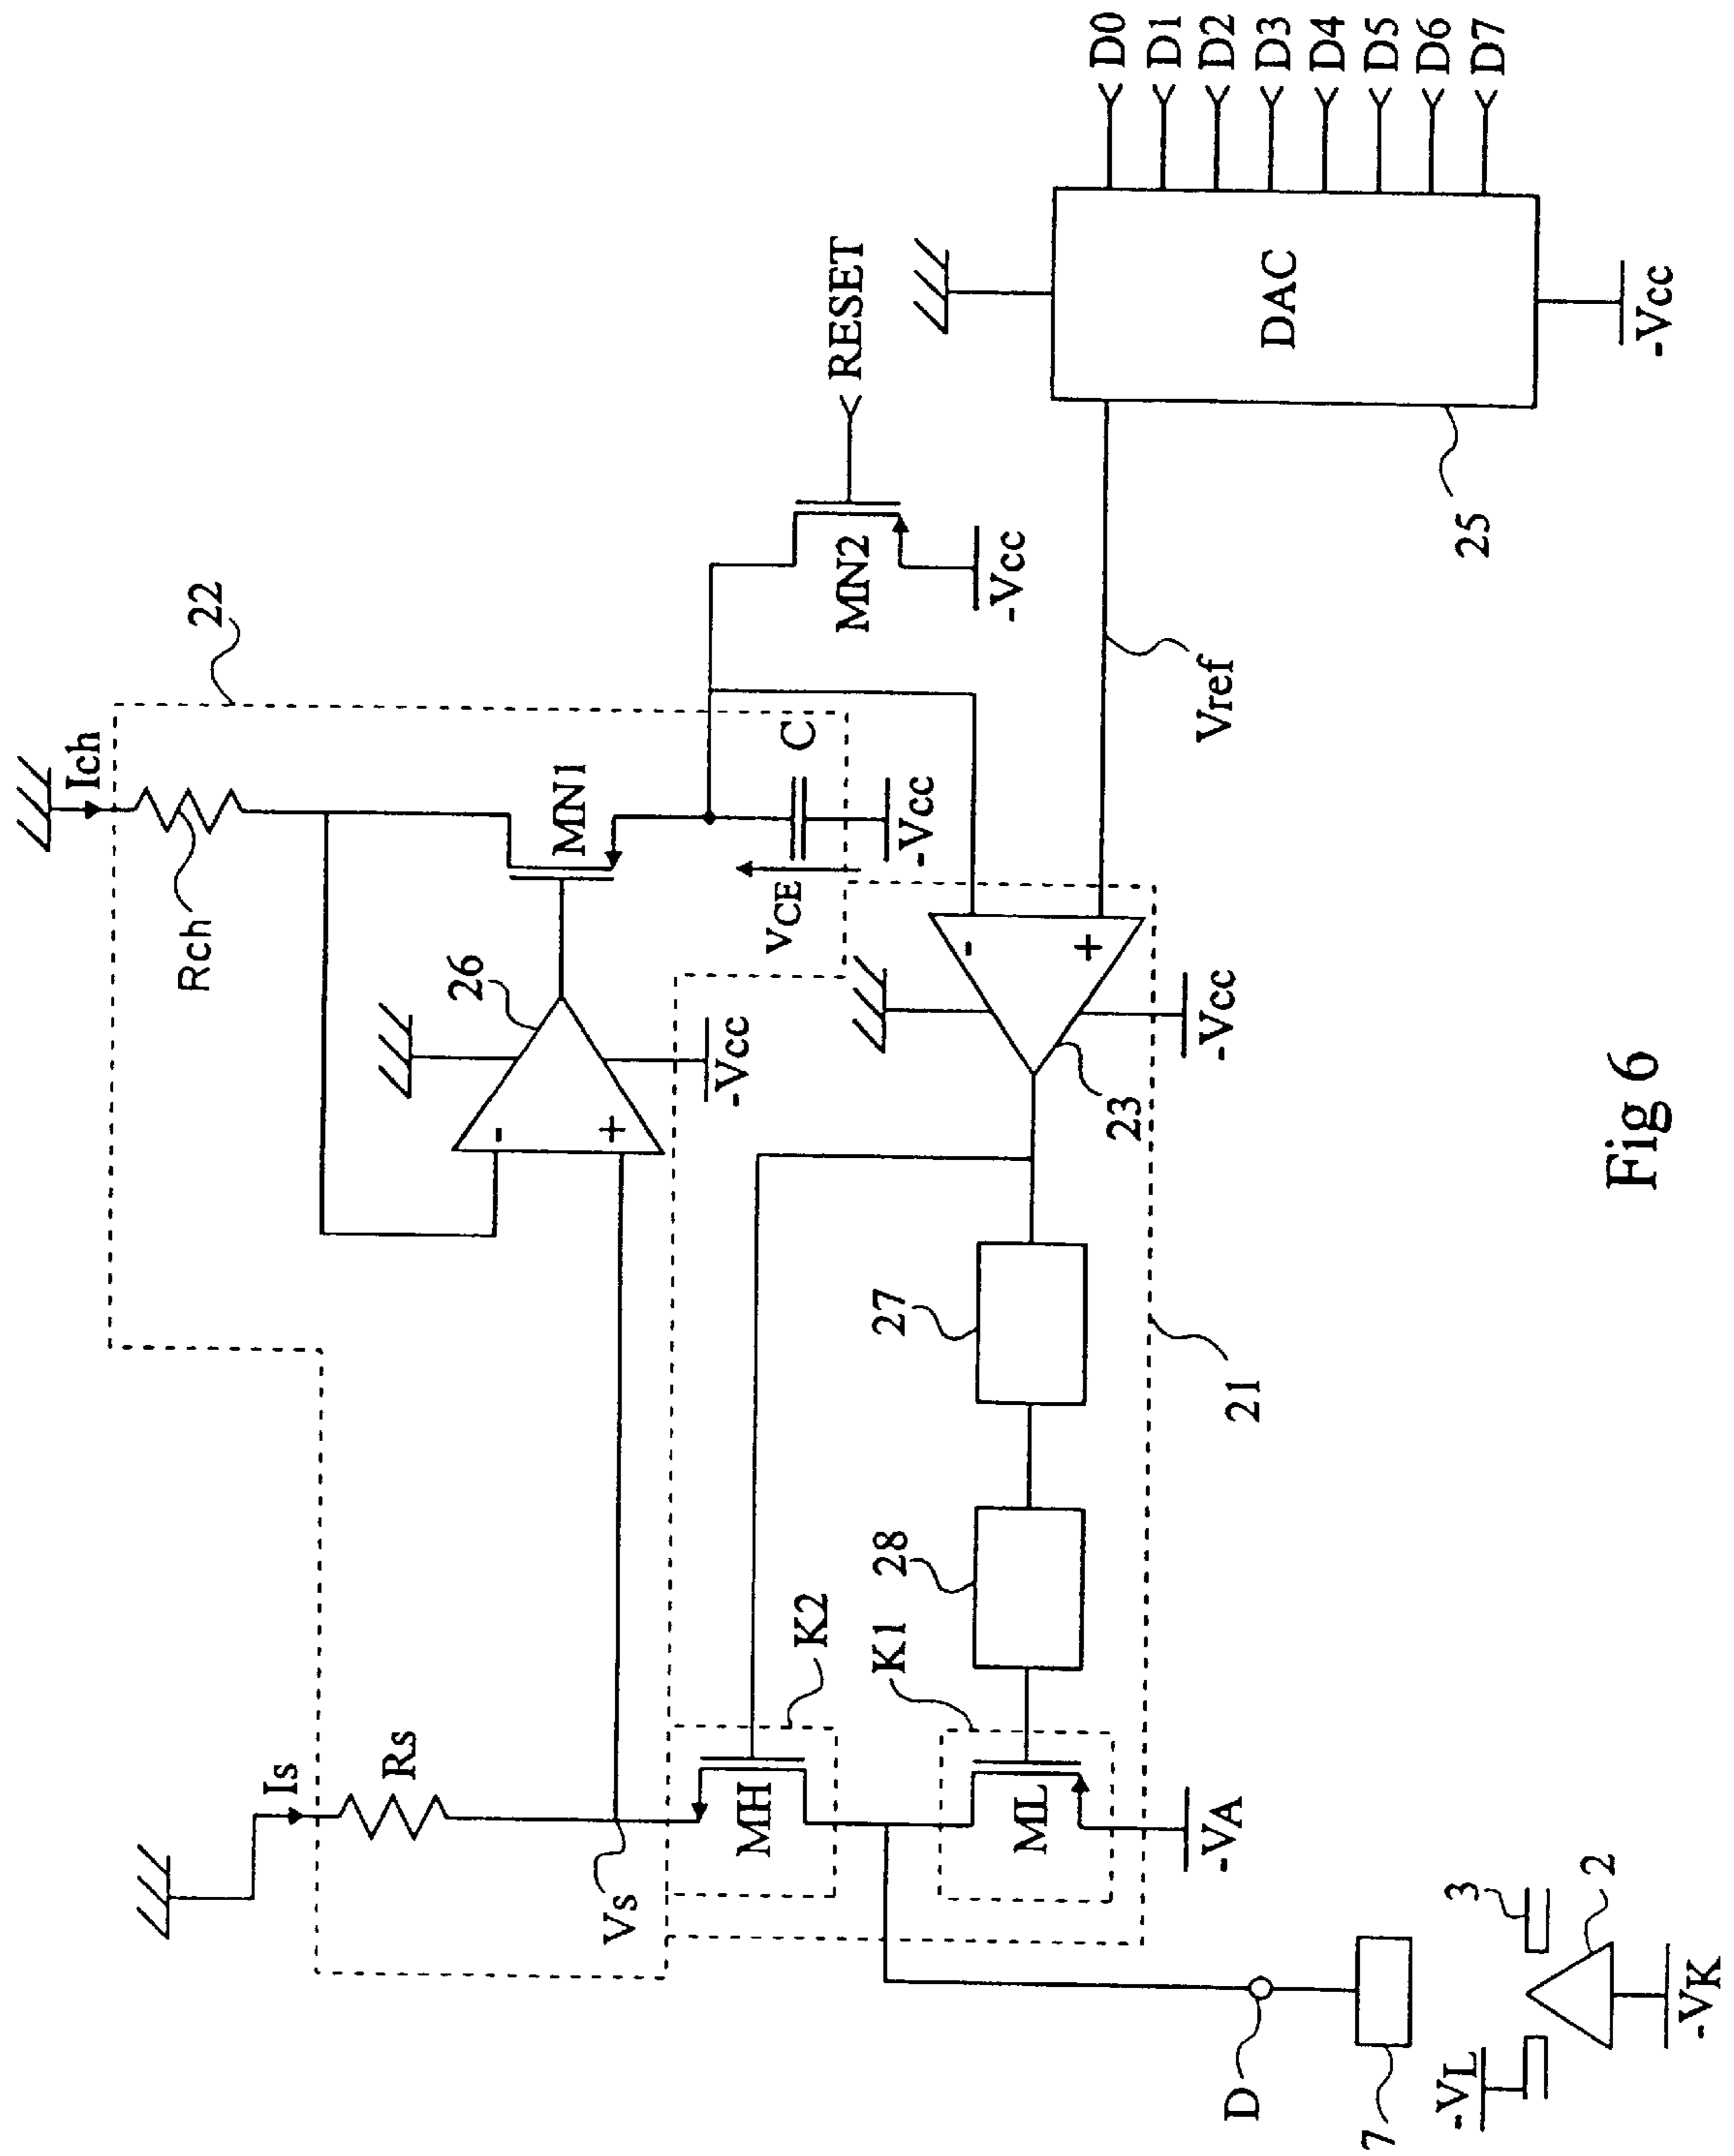 Ich
22
Rch
Is
Rs
26
-
+
-Vcc
MN1
C
VCE
-Vcc
RESET
MN2
-Vcc
Vs
MH
K2
K1
ML
-VA
28
27
23
-
+
-Vcc
21
Vref
DAC
25
-Vcc
D0
D1
D2
D3
D4
D5
D6
D7
D
7
-VL
3
2
-VK
Fig 6